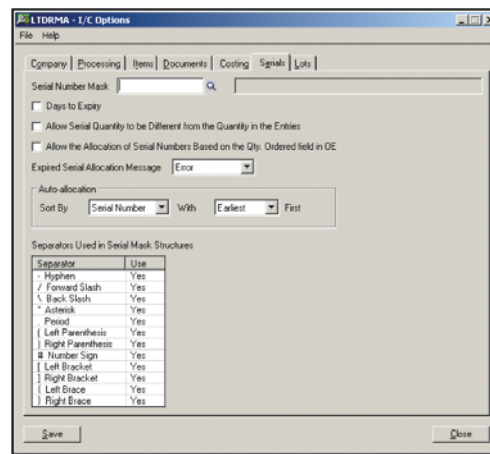 LTDRMA - I/C Options
File Help
Company Processing Items Documents Costing Serials Lots
Serial Number Mask
Days to Expiry
Allow Serial Quantity to be Different from the Quantity in the Entries
Allow the Allocation of Serial Numbers Based on the Qty. Ordered field in OE
Expired Serial Allocation Message Error
Auto-allocation
Sort By Serial Number With Earliest First
Separators Used in Serial Mask Structures
Separator Use
- Hyphen Yes
/ Forward Slash Yes
\ Back Slash Yes
* Asterisk Yes
. Period Yes
( Left Parenthesis Yes
) Right Parenthesis Yes
# Number Sign Yes
[ Left Bracket Yes
] Right Bracket Yes
{ Left Brace Yes
} Right Brace Yes
Save Close